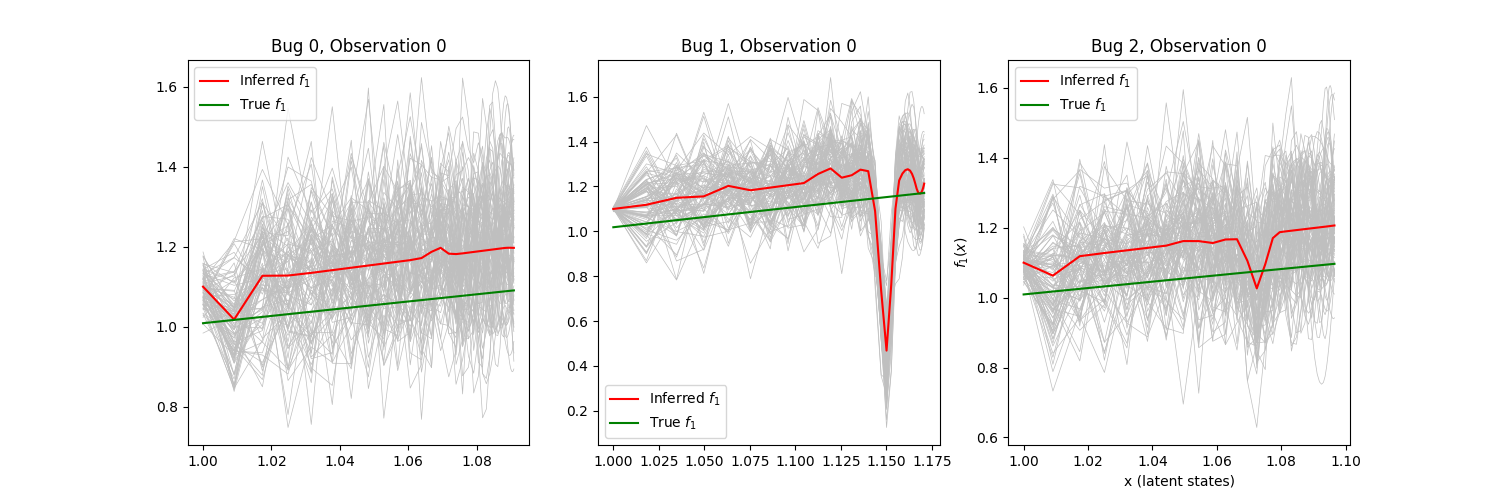 Bug 0, Observation 0
Inferred f₁
True f₁
1.6
1.4
1.2
1.0
0.8
1.00 1.02 1.04 1.06 1.08
Bug 1, Observation 0
1.6
1.4
1.2
1.0
0.8
0.6
0.4
0.2
Inferred f₁
True f₁
1.000 1.025 1.050 1.075 1.100 1.125 1.150 1.175
Bug 2, Observation 0
Inferred f₁
True f₁
f₁(x)
1.6
1.4
1.2
1.0
0.8
0.6
1.00 1.02 1.04 1.06 1.08 1.10
x (latent states)